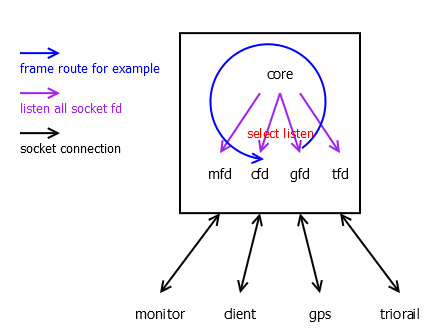 frame route for example
listen all socket fd
socket connection
core
select listen
mfd cfd gfd tfd
monitor client gps triorail